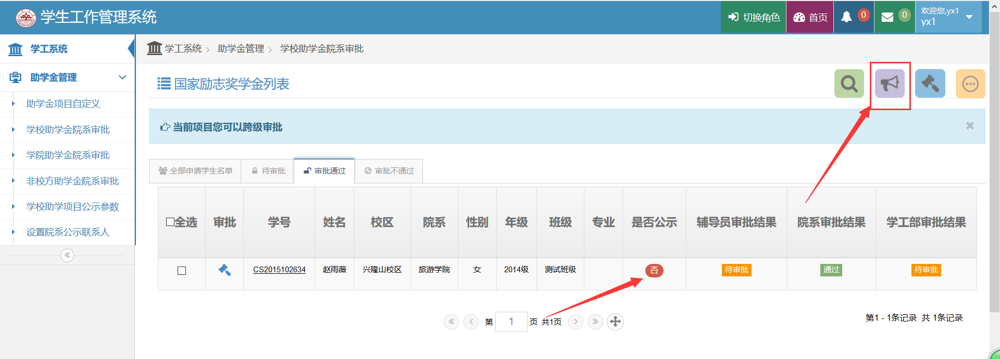 学生工作管理系统
切换角色
首页
0
0
欢迎您,yx1
yx1
学工系统
助学金管理
助学金项目自定义
学校助学金院系审批
学院助学金院系审批
非校方助学金院系审批
学校助学项目公示参数
设置院系公示联系人
学工系统 > 助学金管理 > 学校助学金院系审批
国家励志奖学金列表
当前项目您可以跨级审批
全部申请学生名单 待审批 审批通过 审批不通过
全选 审批 学号 姓名 校区 院系 性别 年级 班级 专业 是否公示 辅导员审批结果 院系审批结果 学工部审批结果
CS2015102634 赵雨薇 兴隆山校区 旅游学院 女 2014级 测试班级 否 待审批 通过 待审批
第 1 页 共1页
第1 - 1条记录 共 1条记录